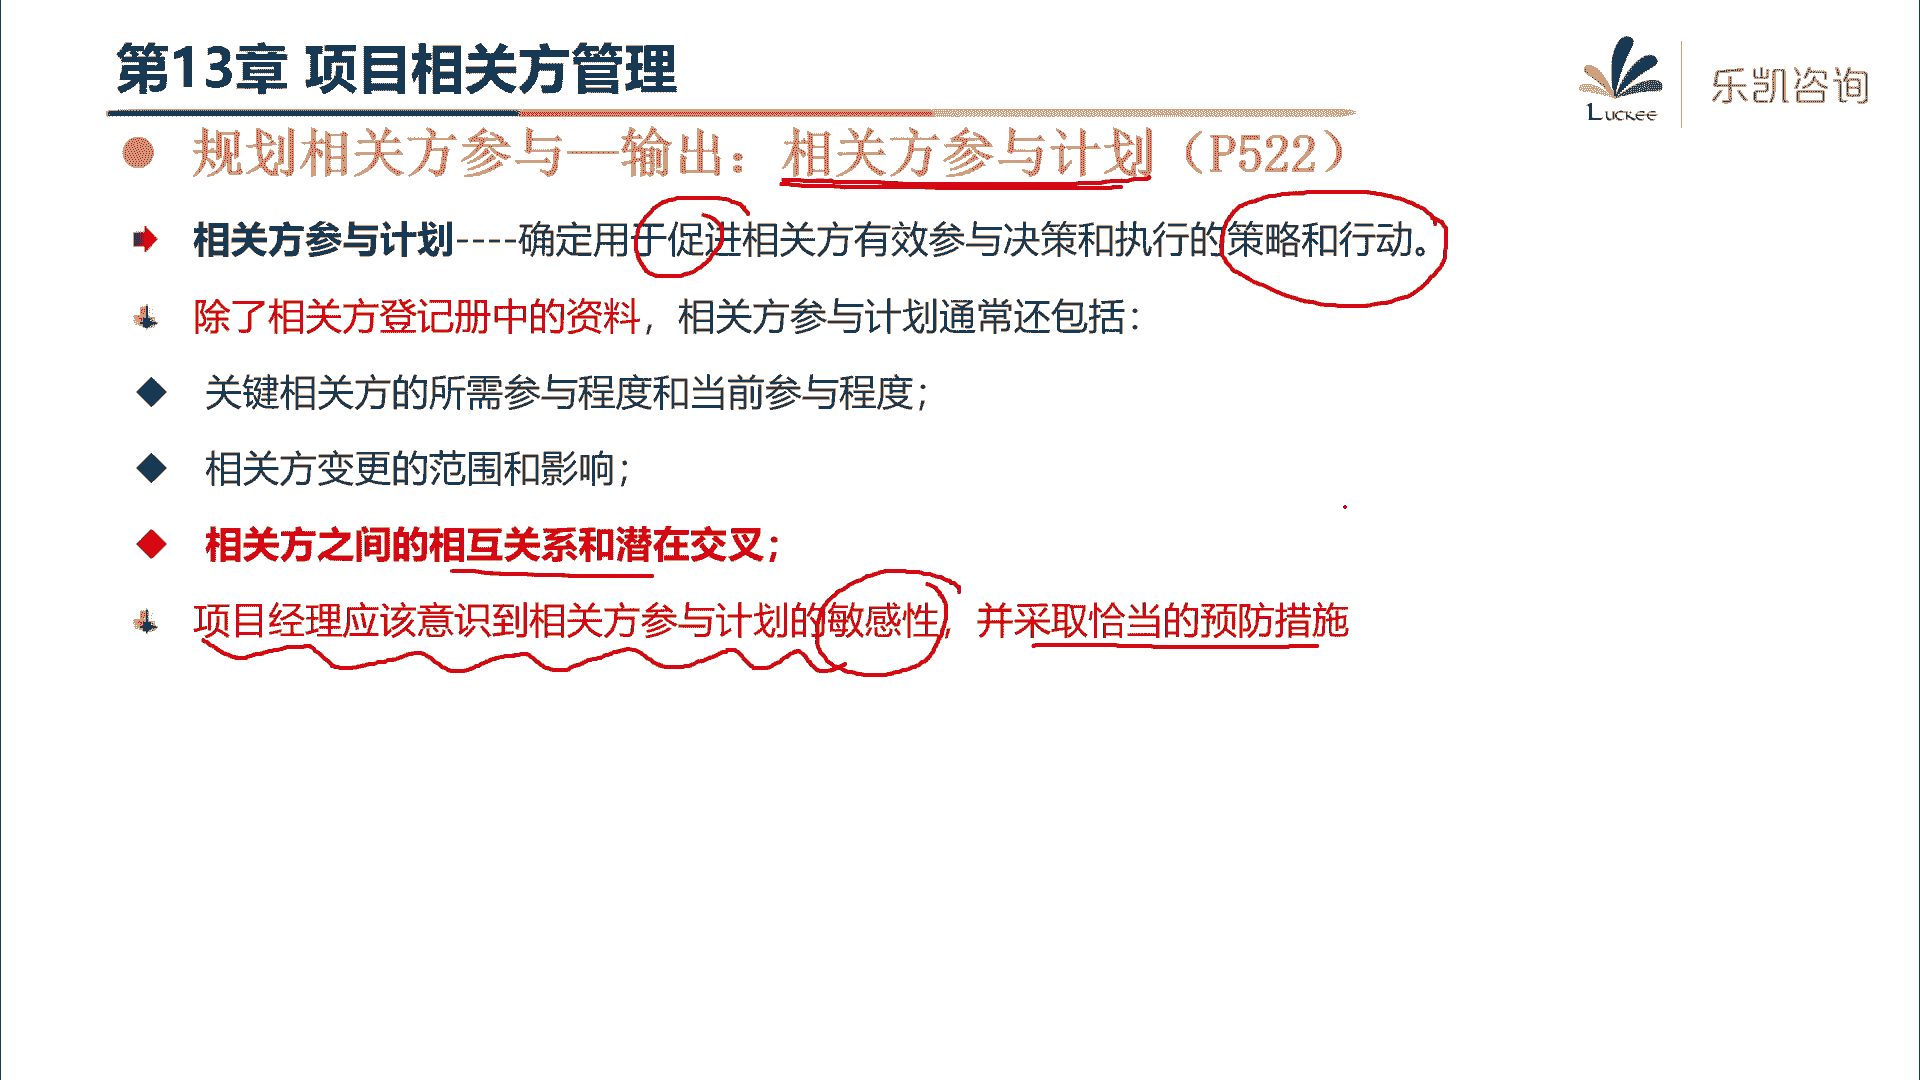 第13章 项目相关方管理
Luckee 乐凯咨询
规划相关方参与—输出：相关方参与计划（P522）
相关方参与计划----确定用于促进相关方有效参与决策和执行的策略和行动。
除了相关方登记册中的资料，相关方参与计划通常还包括：
关键相关方的所需参与程度和当前参与程度；
相关方变更的范围和影响；
相关方之间的相互关系和潜在交叉；
项目经理应该意识到相关方参与计划的敏感性，并采取恰当的预防措施